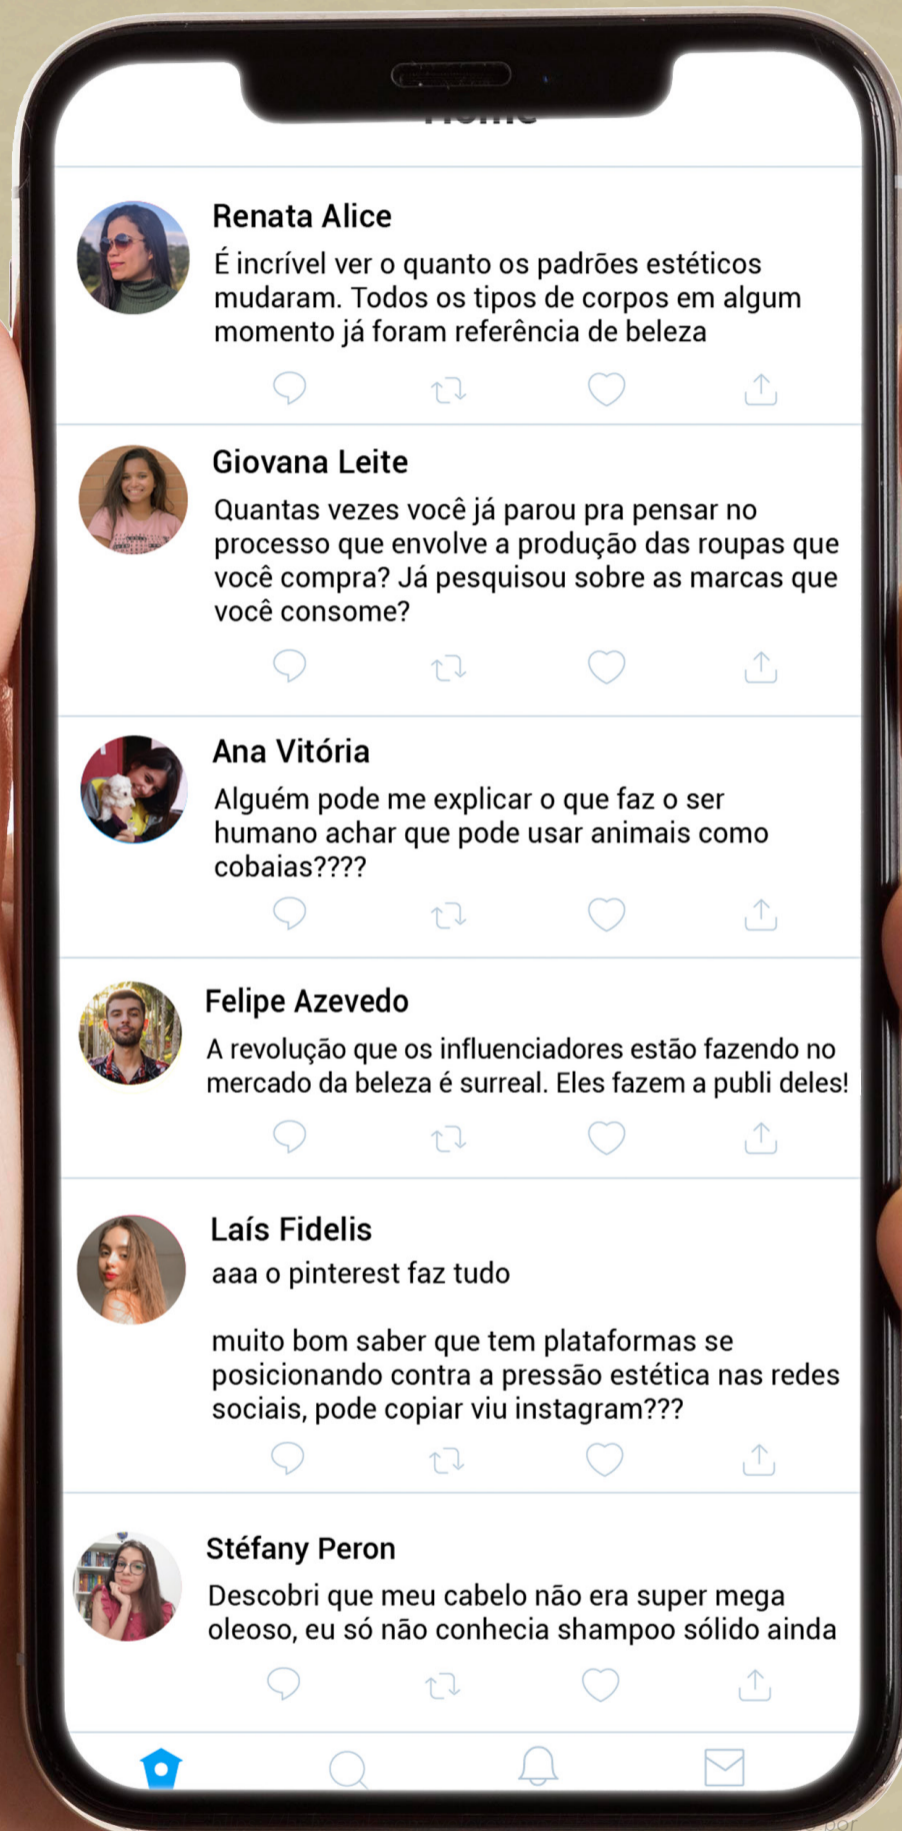 Home
Renata Alice
É incrível ver o quanto os padrões estéticos
mudaram. Todos os tipos de corpos em algum
momento já foram referência de beleza
Giovana Leite
Quantas vezes você já parou pra pensar no
processo que envolve a produção das roupas que
você compra? Já pesquisou sobre as marcas que
você consome?
Ana Vitória
Alguém pode me explicar o que faz o ser
humano achar que pode usar animais como
cobaias????
Felipe Azevedo
A revolução que os influenciadores estão fazendo no
mercado da beleza é surreal. Eles fazem a publi deles!
Laís Fidelis
aaa o pinterest faz tudo
muito bom saber que tem plataformas se
posicionando contra a pressão estética nas redes
sociais, pode copiar viu instagram???
Stéfany Peron
Descobri que meu cabelo não era super mega
oleoso, eu só não conhecia shampoo sólido ainda
por